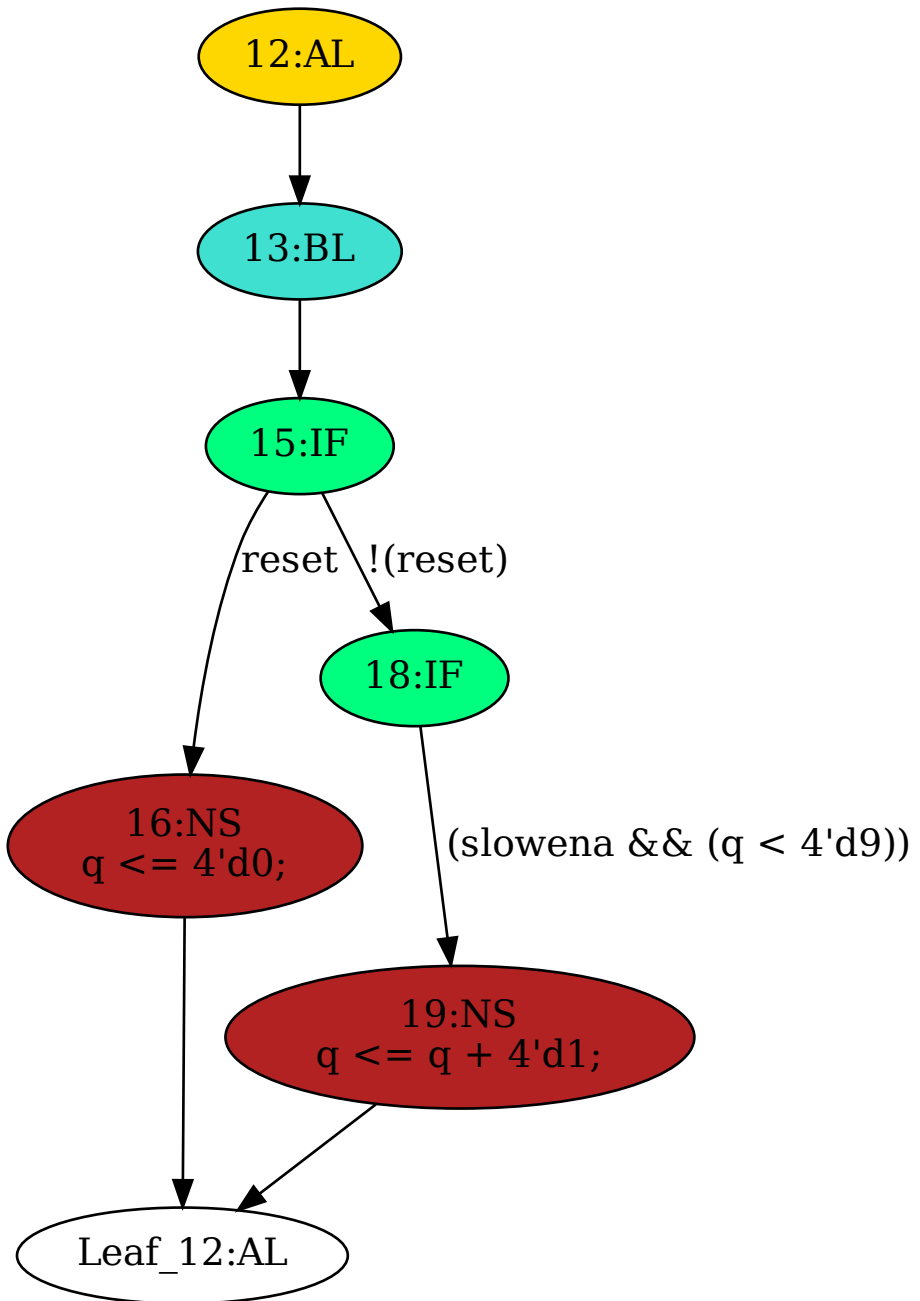 12:AL
13:BL
15:IF
reset
!(reset)
18:IF
16:NS
q <= 4'd0;
(slowena && (q < 4'd9))
19:NS
q <= q + 4'd1;
Leaf_12:AL